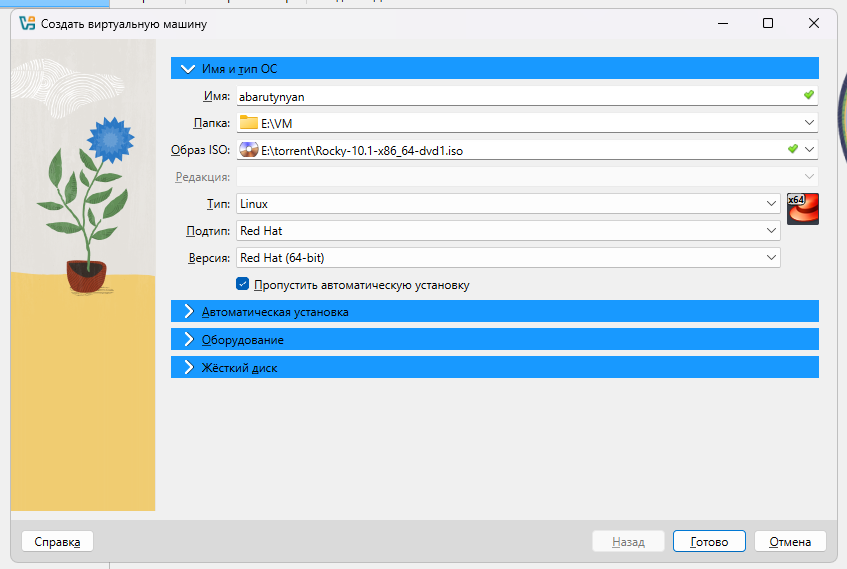 Создать виртуальную машину
Имя и тип ОС
Имя: abarutynyan
Папка: E:\VM
Образ ISO: E:\torrent\Rocky-10.1-x86_64-dvd1.iso
Редакция:
Тип: Linux
x64
Подтип: Red Hat
Версия: Red Hat (64-bit)
Пропустить автоматическую установку
Автоматическая установка
Оборудование
Жёсткий диск
Справка Назад Готово Отмена